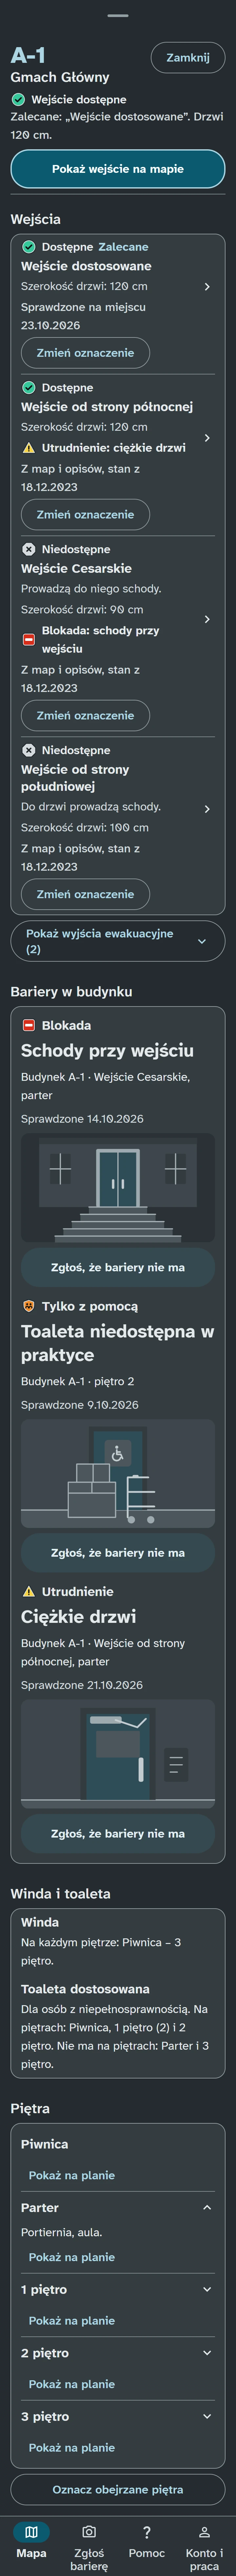 A-1
Zamknij
Gmach Główny
Wejście dostępne
Zalecane: „Wejście dostosowane”. Drzwi
120 cm.
Pokaż wejście na mapie
Wejścia
Dostępne Zalecane
Wejście dostosowane
Szerokość drzwi: 120 cm
Sprawdzone na miejscu
23.10.2026
Zmień oznaczenie
Dostępne
Wejście od strony północnej
Szerokość drzwi: 120 cm
Utrudnienie: ciężkie drzwi
Z map i opisów, stan z
18.12.2023
Zmień oznaczenie
Niedostępne
Wejście Cesarskie
Prowadzą do niego schody.
Szerokość drzwi: 90 cm
Blokada: schody przy
wejściu
Z map i opisów, stan z
18.12.2023
Zmień oznaczenie
Niedostępne
Wejście od strony
południowej
Do drzwi prowadzą schody.
Szerokość drzwi: 100 cm
Z map i opisów, stan z
18.12.2023
Zmień oznaczenie
Pokaż wyjścia ewakuacyjne
(2)
Bariery w budynku
Blokada
Schody przy wejściu
Budynek A-1 · Wejście Cesarskie,
parter
Sprawdzone 14.10.2026
Zgłoś, że bariery nie ma
Tylko z pomocą
Toaleta niedostępna w
praktyce
Budynek A-1 · piętro 2
Sprawdzone 9.10.2026
Zgłoś, że bariery nie ma
Utrudnienie
Ciężkie drzwi
Budynek A-1 · Wejście od strony
północnej, parter
Sprawdzone 21.10.2026
Zgłoś, że bariery nie ma
Winda i toaleta
Winda
Na każdym piętrze: Piwnica – 3
piętro.
Toaleta dostosowana
Dla osób z niepełnosprawnością. Na
piętrach: Piwnica, 1 piętro (2) i 2
piętro. Nie ma na piętrach: Parter i 3
piętro.
Piętra
Piwnica
Pokaż na planie
Parter
Portiernia, aula.
Pokaż na planie
1 piętro
Pokaż na planie
2 piętro
Pokaż na planie
3 piętro
Pokaż na planie
Oznacz obejrzane piętra
Mapa
Zgłoś
barierę
Pomoc
Konto i
praca